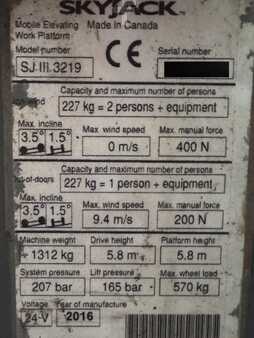 SKYJACK
Mobile Elevating Made in Canada
Work Platform
CE
Model number Serial number
SJ III 3219
Capacity and maximum number of persons
227 kg = 2 persons + equipment
Max. incline Max. wind speed Max. manual force
3.5° 1.5° 0 m/s 400 N
Capacity and maximum number of persons
out-of-doors 227 kg = 1 person + equipment
Max. incline Max. wind speed Max. manual force
3.5° 1.5° 9.4 m/s 200 N
Machine weight Drive height Platform height
1312 kg 5.8 m 5.8 m
System pressure Lift pressure Max. wheel load
207 bar 165 bar 570 kg
Voltage Year of manufacture
24 V 2016